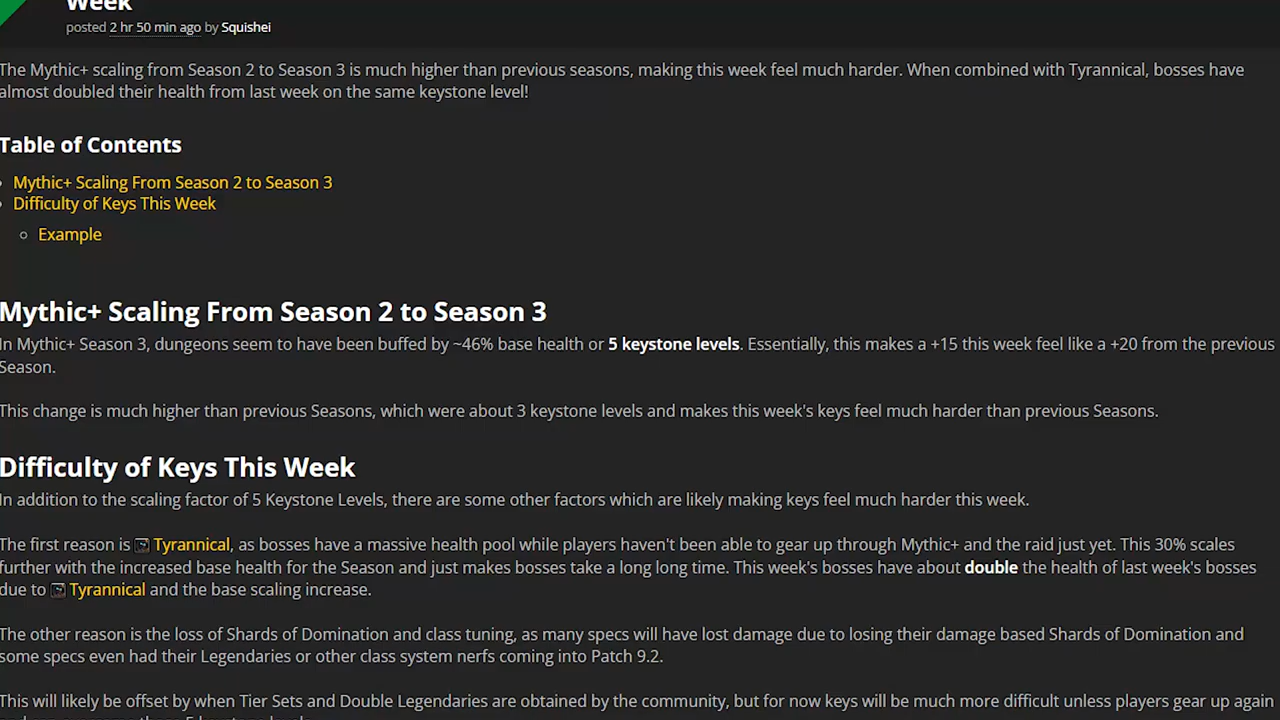 Week
posted 2 hr 50 min ago by Squishei
The Mythic+ scaling from Season 2 to Season 3 is much higher than previous seasons, making this week feel much harder. When combined with Tyrannical, bosses have
almost doubled their health from last week on the same keystone level!
Table of Contents
Mythic+ Scaling From Season 2 to Season 3
Difficulty of Keys This Week
Example
Mythic+ Scaling From Season 2 to Season 3
In Mythic+ Season 3, dungeons seem to have been buffed by ~46% base health or 5 keystone levels. Essentially, this makes a +15 this week feel like a +20 from the previous
Season.
This change is much higher than previous Seasons, which were about 3 keystone levels and makes this week's keys feel much harder than previous Seasons.
Difficulty of Keys This Week
In addition to the scaling factor of 5 Keystone Levels, there are some other factors which are likely making keys feel much harder this week.
The first reason is Tyrannical, as bosses have a massive health pool while players haven't been able to gear up through Mythic+ and the raid just yet. This 30% scales
further with the increased base health for the Season and just makes bosses take a long long time. This week's bosses have about double the health of last week's bosses
due to Tyrannical and the base scaling increase.
The other reason is the loss of Shards of Domination and class tuning, as many specs will have lost damage due to losing their damage based Shards of Domination and
some specs even had their Legendaries or other class system nerfs coming into Patch 9.2.
This will likely be offset by when Tier Sets and Double Legendaries are obtained by the community, but for now keys will be much more difficult unless players gear up again